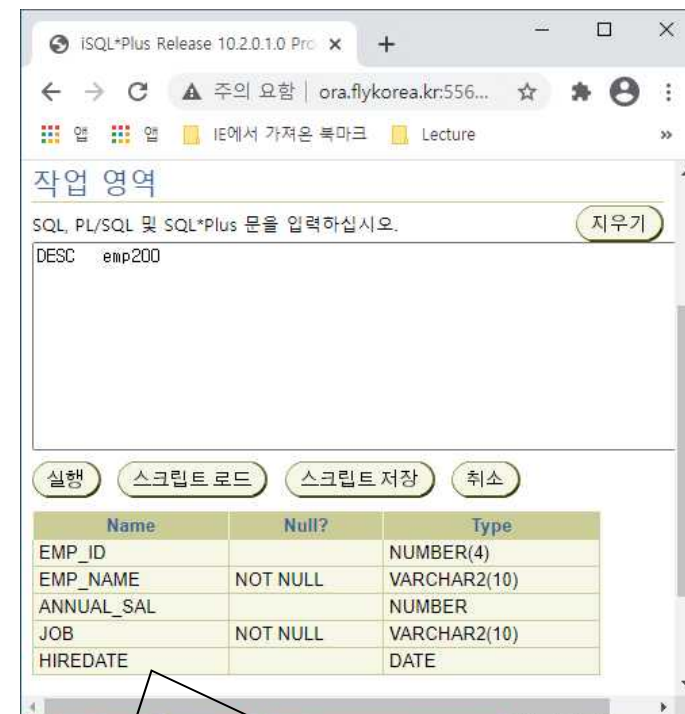 iSQL*Plus Release 10.2.0.1.0 Pro
주의 요함 | ora.flykorea.kr:556...
앱 앱 IE에서 가져온 북마크 Lecture »
작업 영역
SQL, PL/SQL 및 SQL*Plus 문을 입력하십시오. 지우기
DESC emp200
실행 스크립트 로드 스크립트 저장 취소
Name Null? Type
EMP_ID NUMBER(4)
EMP_NAME NOT NULL VARCHAR2(10)
ANNUAL_SAL NUMBER
JOB NOT NULL VARCHAR2(10)
HIREDATE DATE